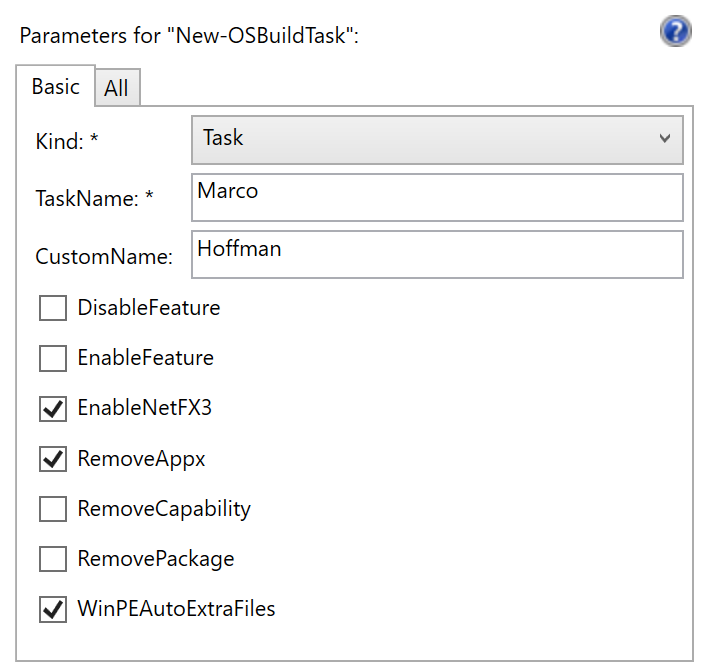 Parameters for "New-OSBuildTask":
?
Basic All
Kind: * Task
TaskName: * Marco
CustomName: Hoffman
DisableFeature
EnableFeature
EnableNetFX3
RemoveAppx
RemoveCapability
RemovePackage
WinPEAutoExtraFiles